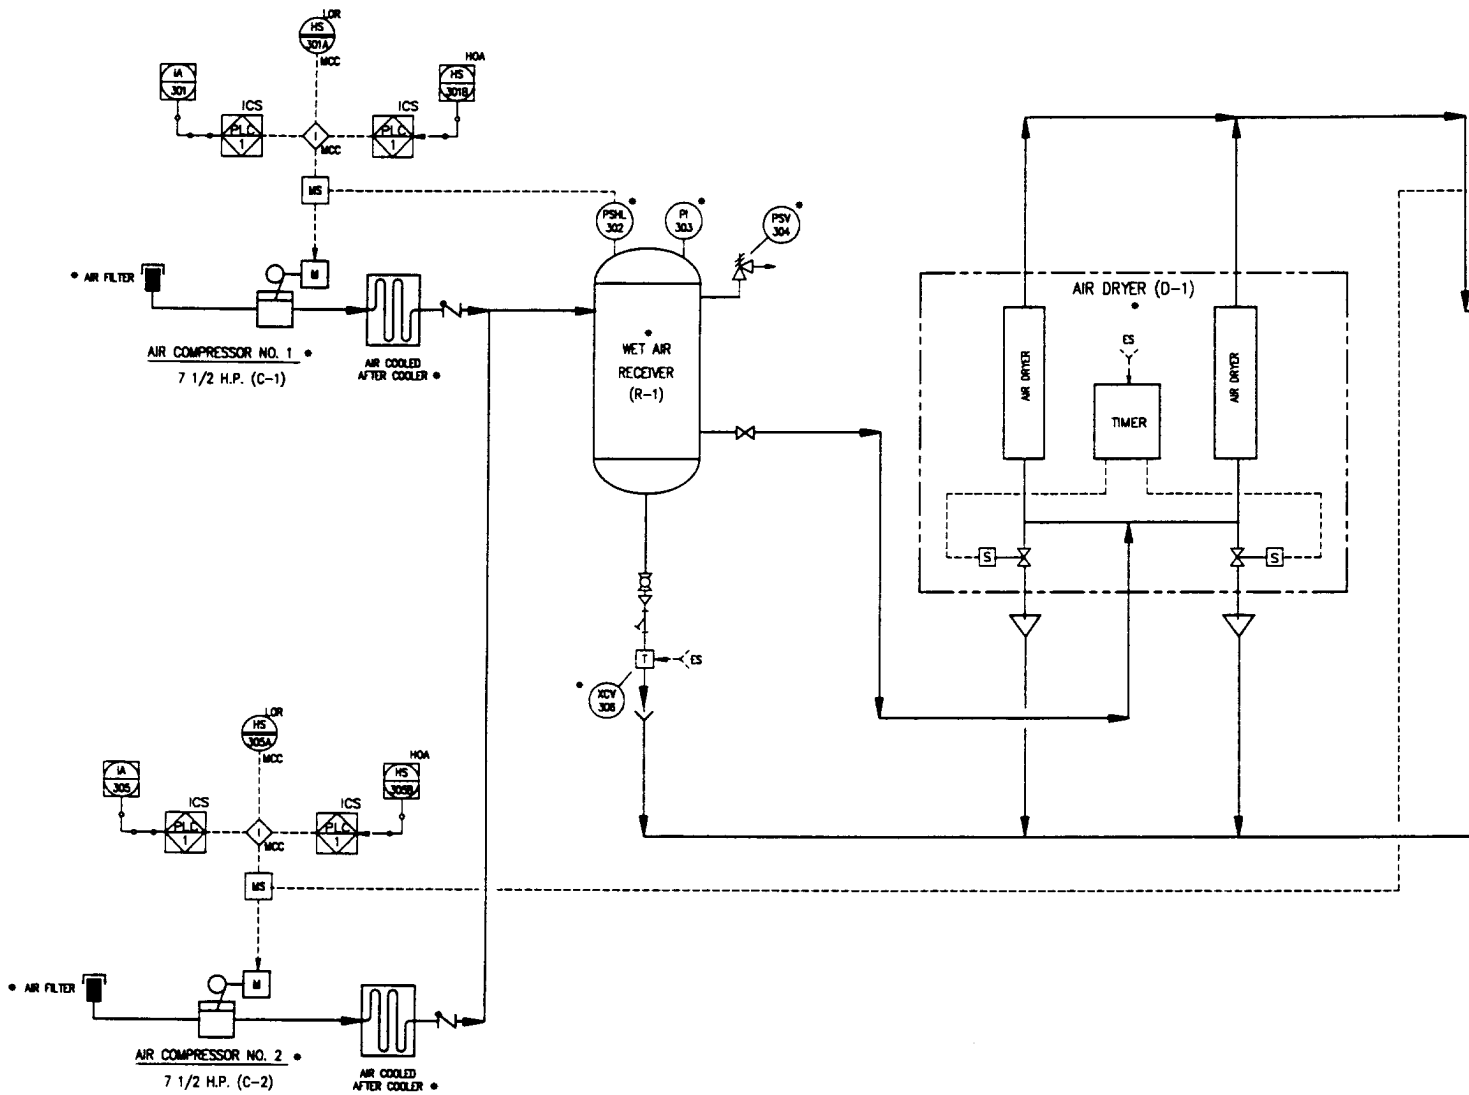 LOR
HS
301A
MCC
HOA
IA
301
HS
301B
ICS
ICS
PLC
1
I
PLC
1
MCC
MS
PSHL
302
PI
303
PSV
304
M
* AIR FILTER
AIR COMPRESSOR NO. 1 *
7 1/2 H.P. (C-1)
AIR COOLED
AFTER COOLER *
WET AIR
RECEIVER
(R-1)
AIR DRYER (D-1)
ES
AIR DRYER
TIMER
AIR DRYER
S
S
T
ES
XCV
306
LOR
HS
305A
MCC
HOA
IA
305
HS
305B
ICS
ICS
PLC
1
I
PLC
1
MCC
MS
M
* AIR FILTER
AIR COMPRESSOR NO. 2 *
7 1/2 H.P. (C-2)
AIR COOLED
AFTER COOLER *